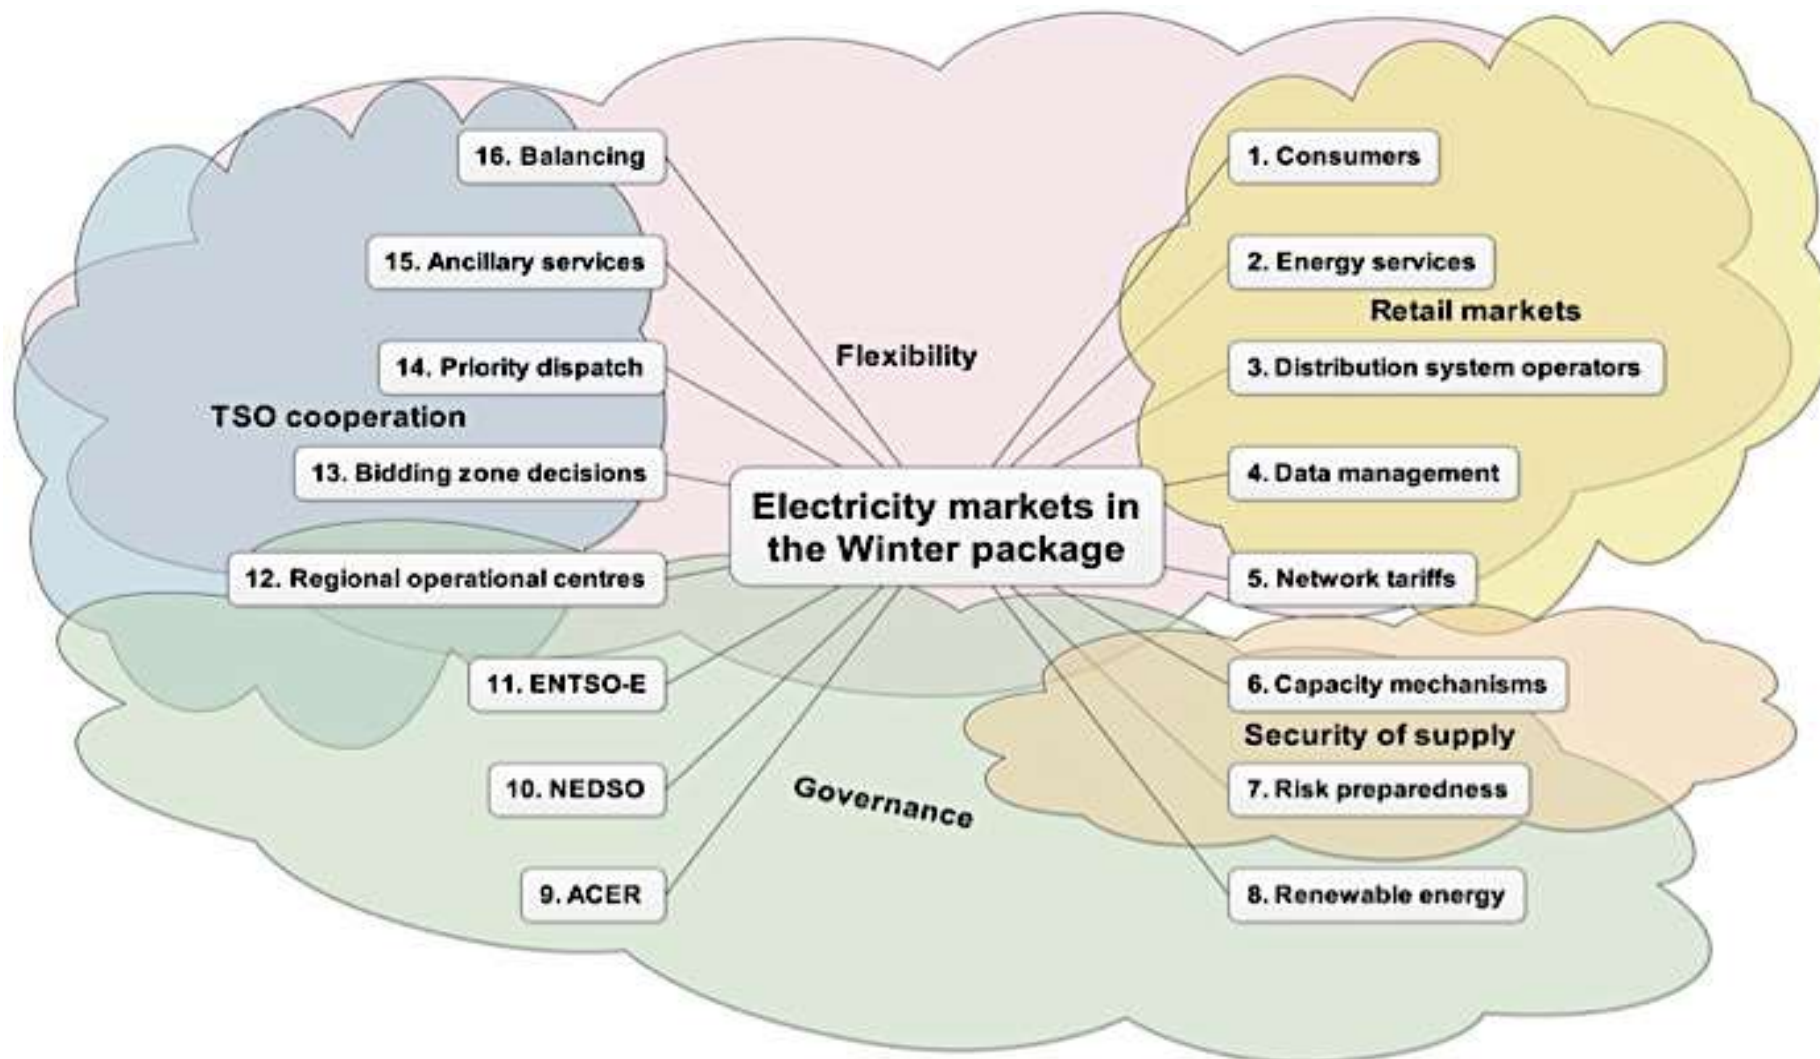 16. Balancing
1. Consumers
15. Ancillary services
2. Energy services
Retail markets
Flexibility
14. Priority dispatch
3. Distribution system operators
TSO cooperation
13. Bidding zone decisions
4. Data management
Electricity markets in
the Winter package
12. Regional operational centres
5. Network tariffs
11. ENTSO-E
6. Capacity mechanisms
Security of supply
10. NEDSO
Governance
7. Risk preparedness
9. ACER
8. Renewable energy